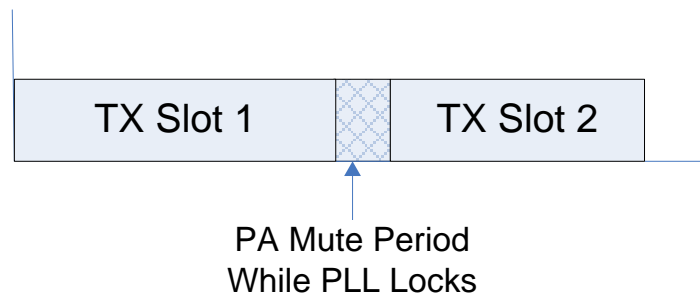 TX Slot 1
TX Slot 2
PA Mute Period
While PLL Locks